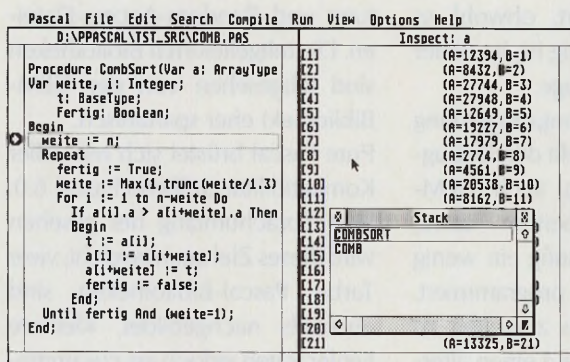 Pascal File Edit Search Compile Run View Options Help
D:\PPASCAL\TST_SRC\COMB.PAS
Procedure CombSort(Var a: ArrayType
Var weite, i: Integer;
t: BaseType;
Fertig: Boolean;
Begin
weite := n;
Repeat
fertig := True;
weite := Max(1,trunc(weite/1.3)
For i := 1 to n-weite Do
If a[i].a > a[i+weite].a Then
Begin
t := a[i];
a[i] := a[i+weite];
a[i+weite] := t;
fertig := false;
End;
Until fertig And (weite=1);
End;
Inspect: a
[1] (A=12394,B=1)
[2] (A=8432,B=2)
[3] (A=27744,B=3)
[4] (A=27948,B=4)
[5] (A=12649,B=5)
[6] (A=19227,B=6)
[7] (A=17979,B=7)
[8] (A=2774,B=8)
[9] (A=4561,B=9)
[10] (A=20538,B=10)
[11] (A=8162,B=11)
[12]
[13]
[14]
[15]
[16]
[17]
[18]
[19]
[20]
[21] (A=13325,B=21)
Stack
COMBSORT
COMB